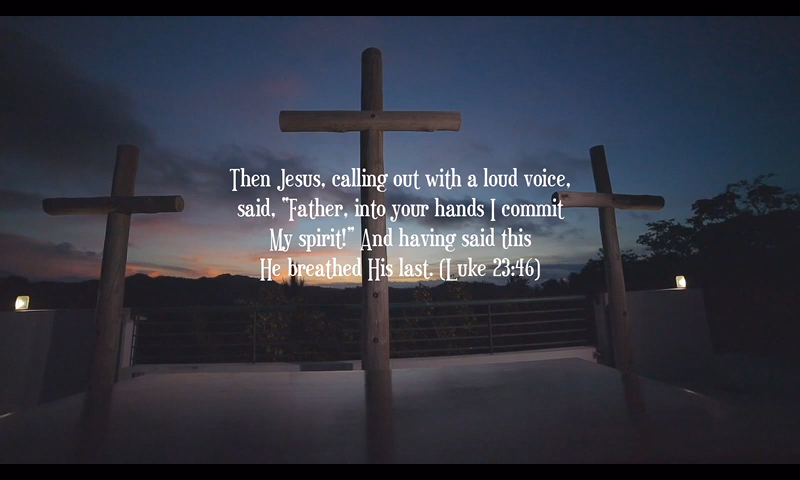 Then Jesus, calling out with a loud voice,
said, "Father, into your hands I commit
My spirit!" And having said this
He breathed His last. (Luke 23:46)